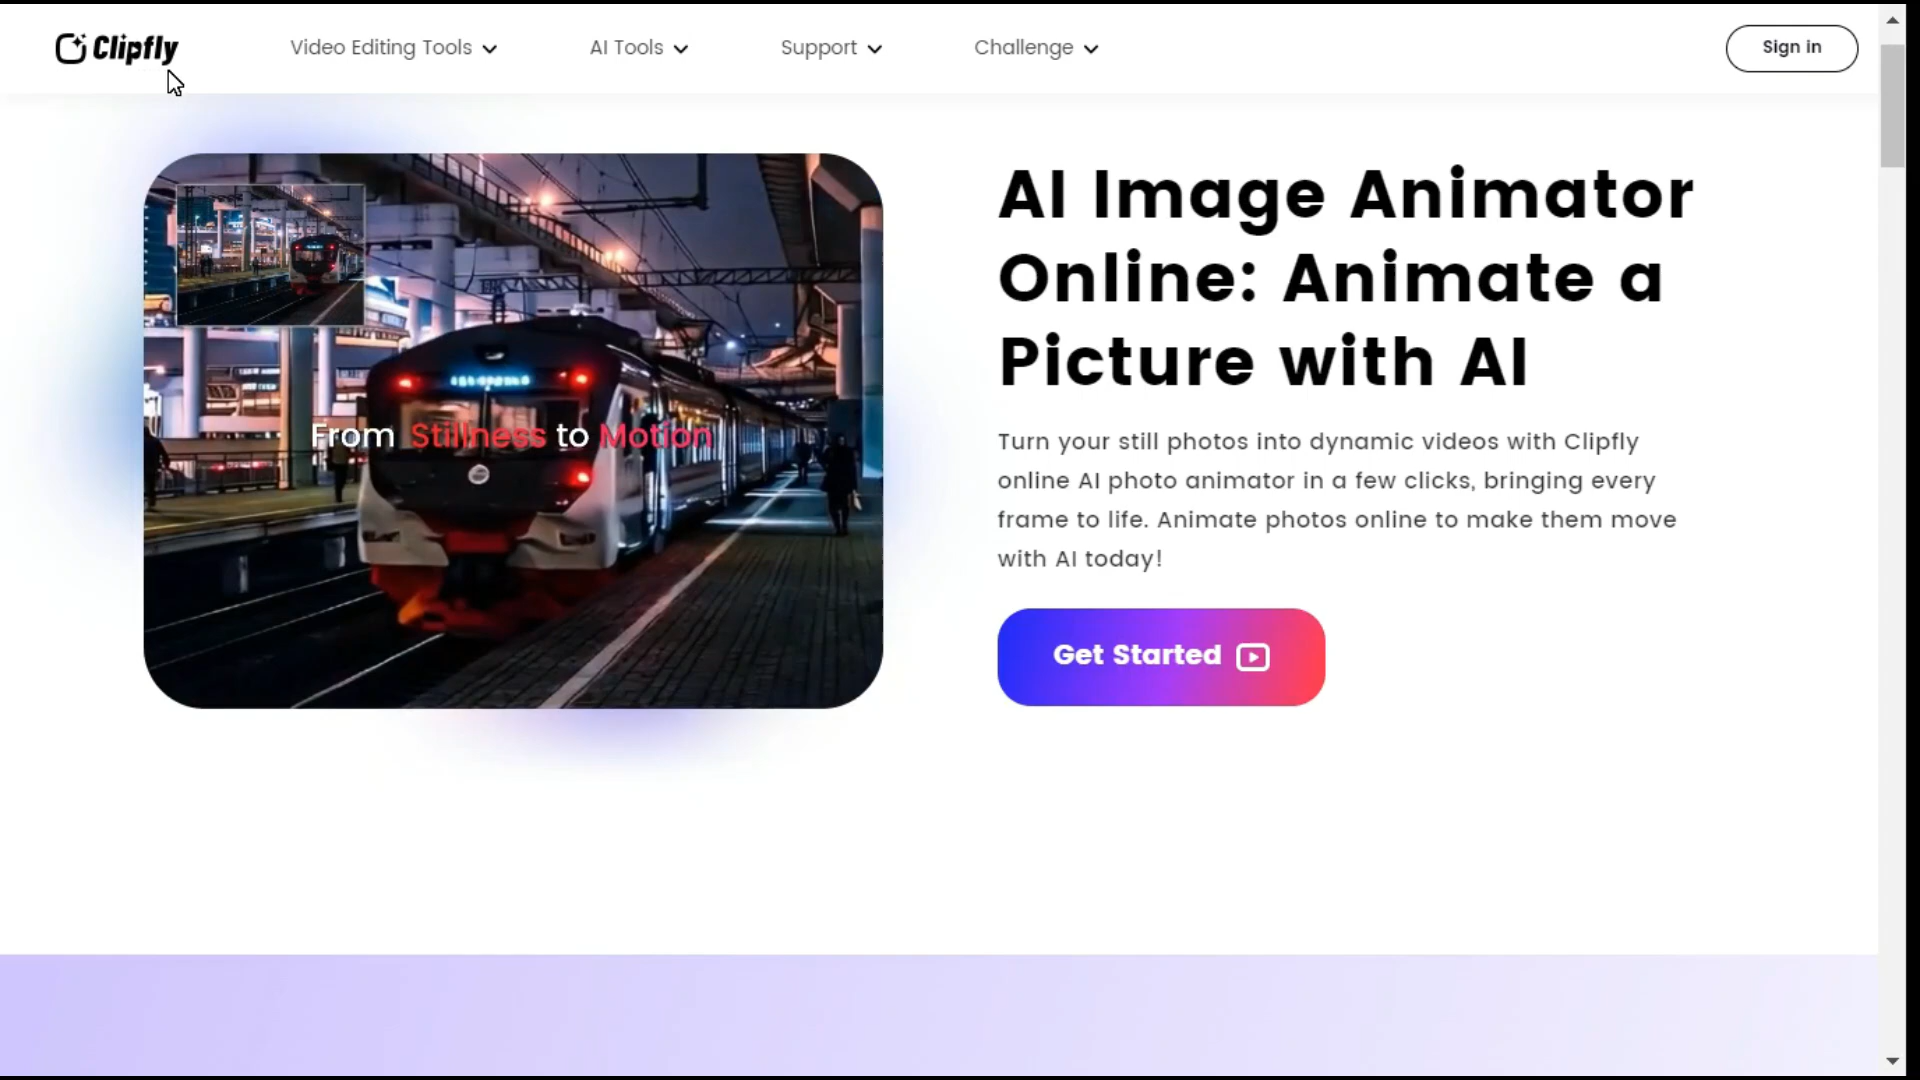 Clipfly
Video Editing Tools
AI Tools
Support
Challenge
Sign in
From Stillness to Motion
AI Image Animator
Online: Animate a
Picture with AI
Turn your still photos into dynamic videos with Clipfly
online AI photo animator in a few clicks, bringing every
frame to life. Animate photos online to make them move
with AI today!
Get Started